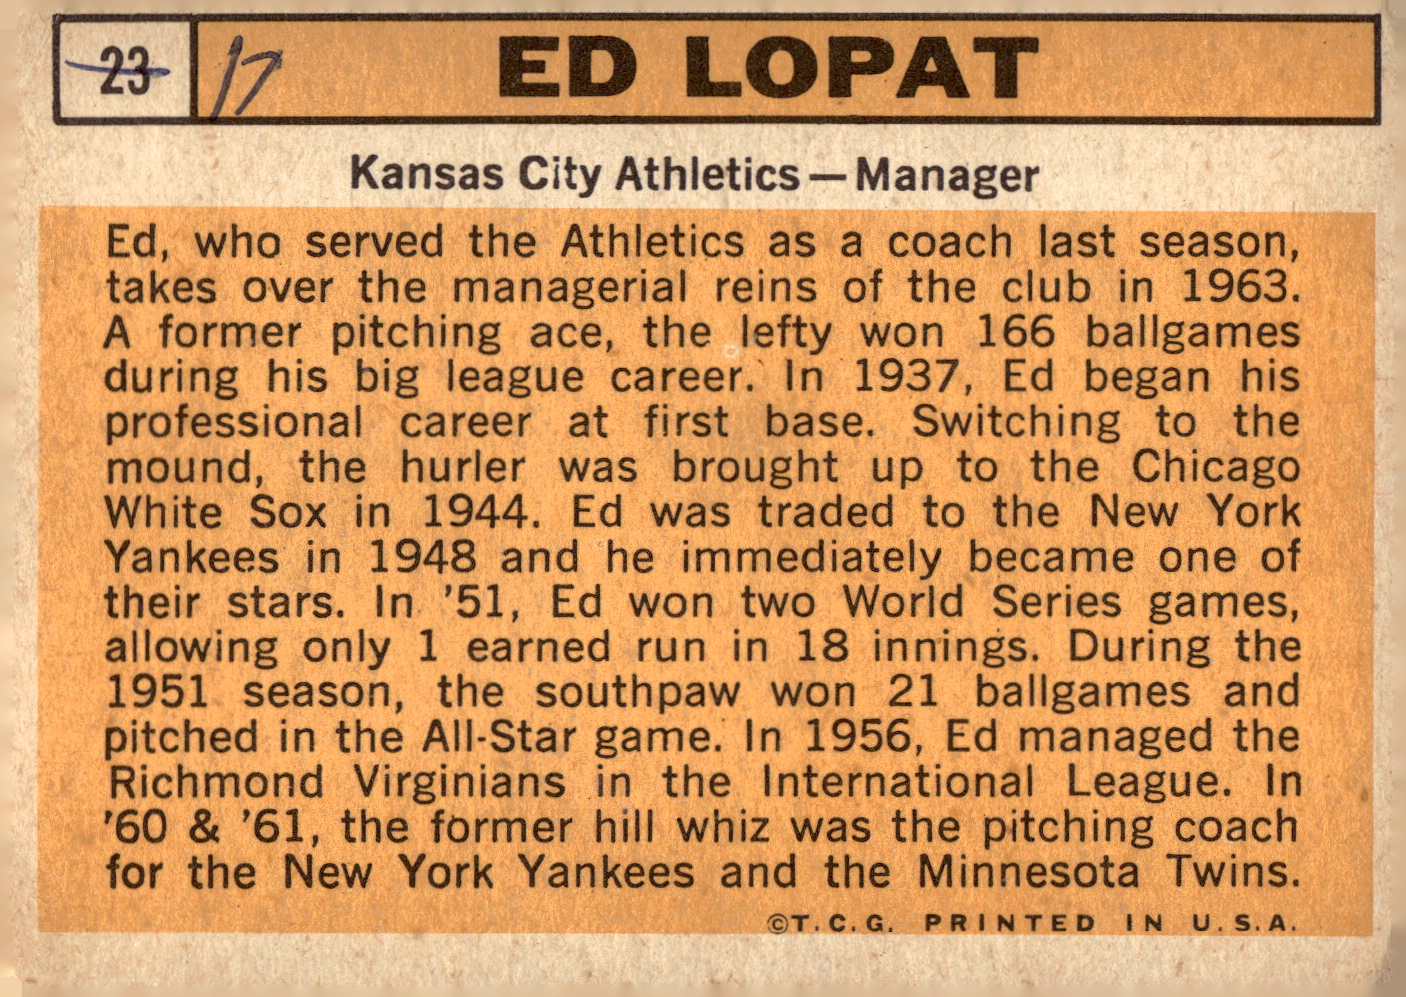 23 17 ED LOPAT
Kansas City Athletics — Manager
Ed, who served the Athletics as a coach last season,
takes over the managerial reins of the club in 1963.
A former pitching ace, the lefty won 166 ballgames
during his big league career. In 1937, Ed began his
professional career at first base. Switching to the
mound, the hurler was brought up to the Chicago
White Sox in 1944. Ed was traded to the New York
Yankees in 1948 and he immediately became one of
their stars. In '51, Ed won two World Series games,
allowing only 1 earned run in 18 innings. During the
1951 season, the southpaw won 21 ballgames and
pitched in the All-Star game. In 1956, Ed managed the
Richmond Virginians in the International League. In
'60 & '61, the former hill whiz was the pitching coach
for the New York Yankees and the Minnesota Twins.
©T.C.G. PRINTED IN U.S.A.